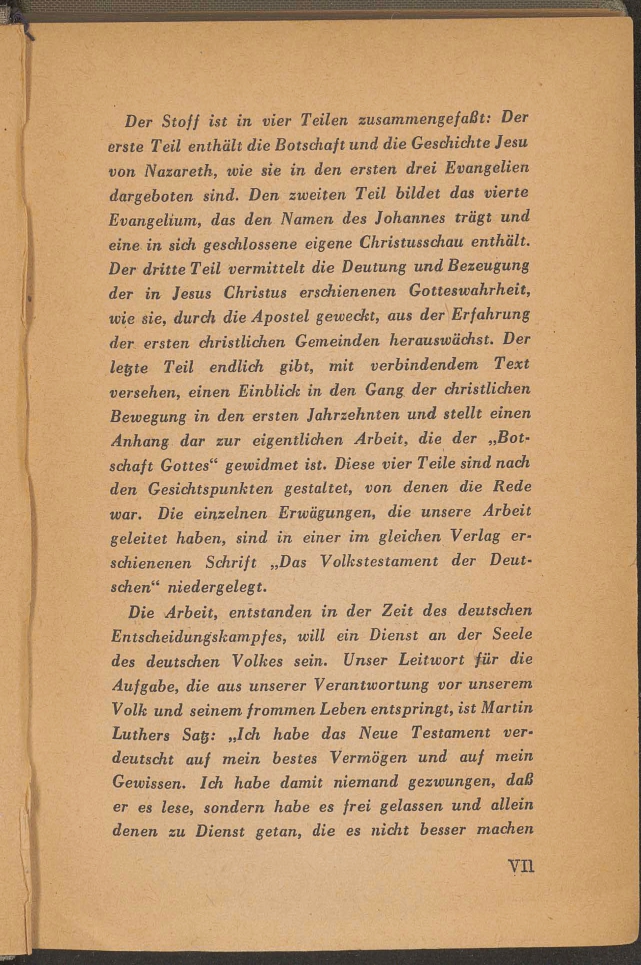 Der Stoff ist in vier Teilen zusammengefaßt: Der
erste Teil enthält die Botschaft und die Geschichte Jesu
von Nazareth, wie sie in den ersten drei Evangelien
dargeboten sind. Den zweiten Teil bildet das vierte
Evangelium, das den Namen des Johannes trägt und
eine in sich geschlossene eigene Christusschau enthält.
Der dritte Teil vermittelt die Deutung und Bezeugung
der in Jesus Christus erschienenen Gotteswahrheit,
wie sie, durch die Apostel geweckt, aus der Erfahrung
der ersten christlichen Gemeinden herauswächst. Der
letzte Teil endlich gibt, mit verbindendem Text
versehen, einen Einblick in den Gang der christlichen
Bewegung in den ersten Jahrzehnten und stellt einen
Anhang dar zur eigentlichen Arbeit, die der „Bot-
schaft Gottes“ gewidmet ist. Diese vier Teile sind nach
den Gesichtspunkten gestaltet, von denen die Rede
war. Die einzelnen Erwägungen, die unsere Arbeit
geleitet haben, sind in einer im gleichen Verlag er-
schienenen Schrift „Das Volkstestament der Deut-
schen“ niedergelegt.
Die Arbeit, entstanden in der Zeit des deutschen
Entscheidungskampfes, will ein Dienst an der Seele
des deutschen Volkes sein. Unser Leitwort für die
Aufgabe, die aus unserer Verantwortung vor unserem
Volk und seinem frommen Leben entspringt, ist Martin
Luthers Satz: „Ich habe das Neue Testament ver-
deutscht auf mein bestes Vermögen und auf mein
Gewissen. Ich habe damit niemand gezwungen, daß
er es lese, sondern habe es frei gelassen und allein
denen zu Dienst getan, die es nicht besser machen
VII